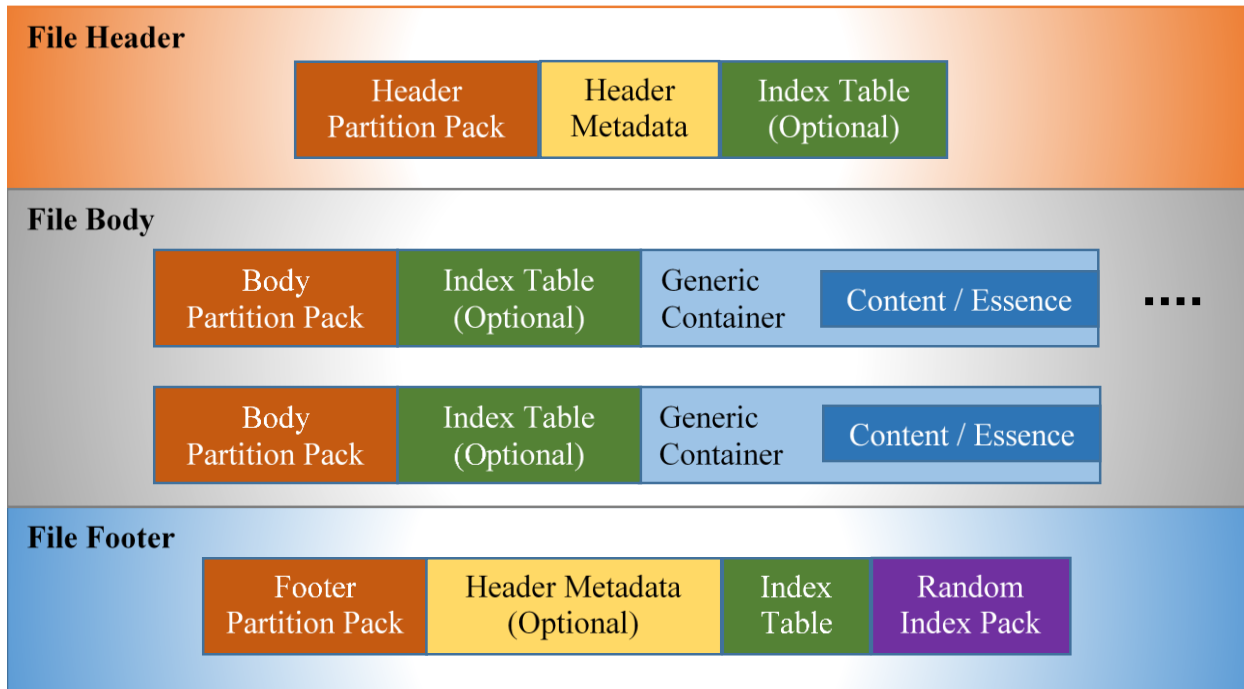 File Header
Header
Partition Pack
Header
Metadata
Index Table
(Optional)
File Body
Body
Partition Pack
Index Table
(Optional)
Generic
Container
Content / Essence
....
Body
Partition Pack
Index Table
(Optional)
Generic
Container
Content / Essence
File Footer
Footer
Partition Pack
Header Metadata
(Optional)
Index
Table
Random
Index Pack